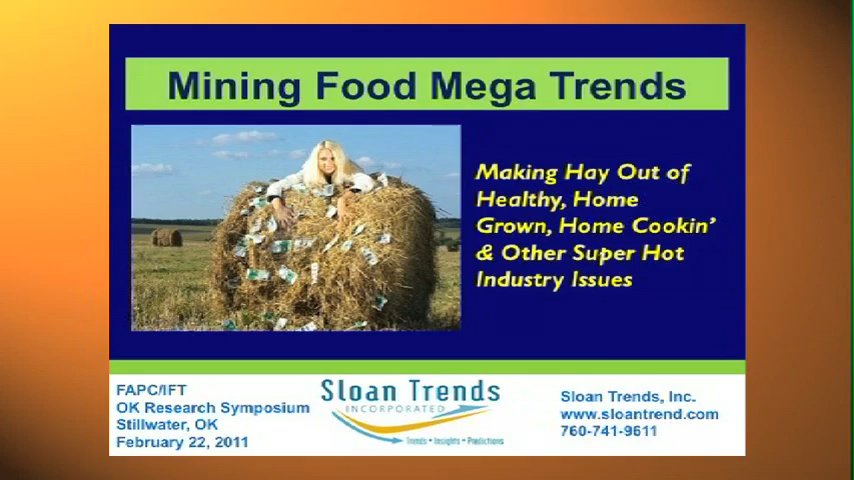 Mining Food Mega Trends
Making Hay Out of
Healthy, Home
Grown, Home Cookin'
& Other Super Hot
Industry Issues
FAPC/IFT
OK Research Symposium
Stillwater, OK
February 22, 2011
Sloan Trends
INCORPORATED
Trends • Insights • Predictions
Sloan Trends, Inc.
www.sloantrend.com
760-741-9611